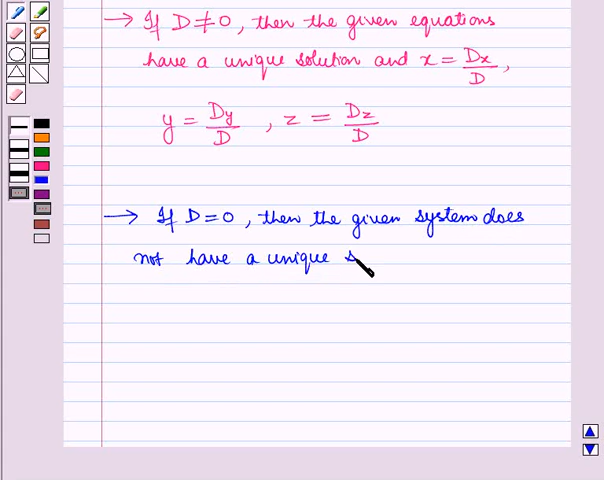 → If D ≠ 0, then the given equations
have a unique solution and x = Dx/D,
y = Dy/D, z = Dz/D
→ If D = 0, then the given system does
not have a unique s